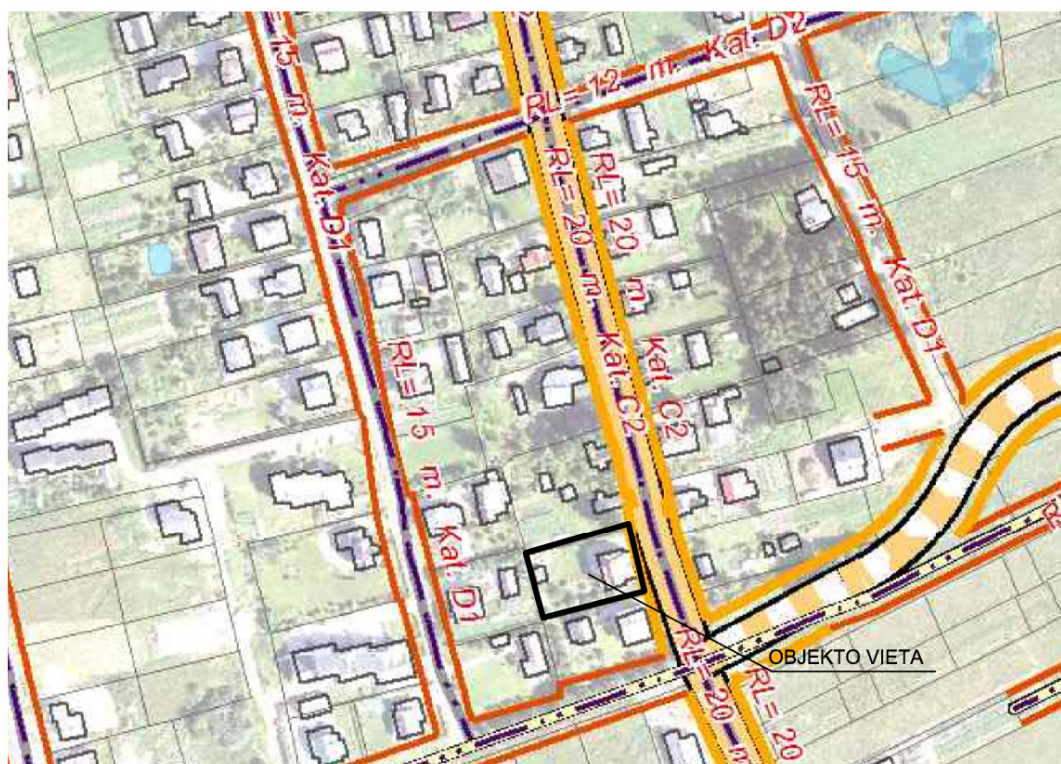 = 15 m. Kat. D1
RL= 12 m. Kat. D2
RL= 15 m. Kat. D1
RL= 20 m. Kat. C2
RL= 20 m. Kat. C2
RL= 15 m. Kat. D1
OBJEKTO VIETA
RL= 20 m
RL= 20